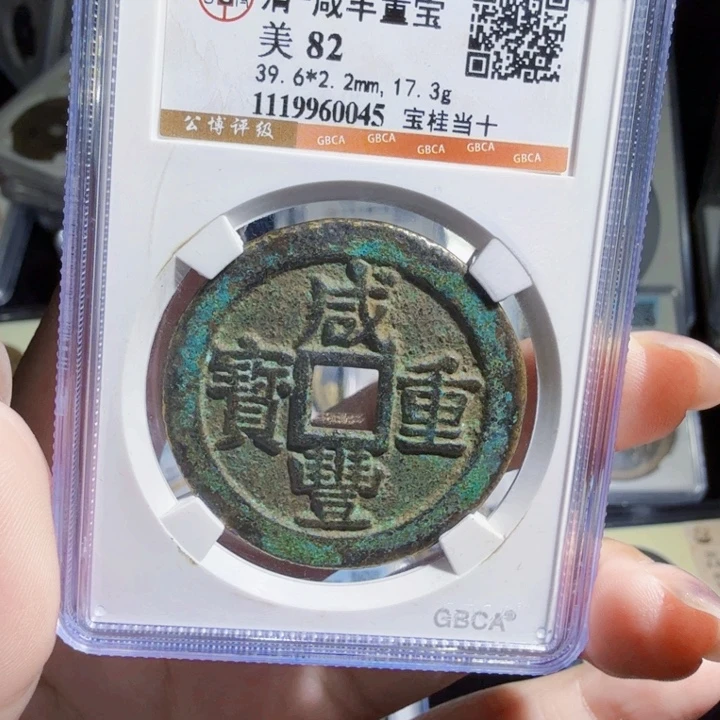 清 咸丰重宝
美 82
39.6*2.2mm, 17.3g
1119960045 宝桂当十
公博评级 GBCA GBCA GBCA GBCA GBCA
咸
寶 重
豐
GBCA®